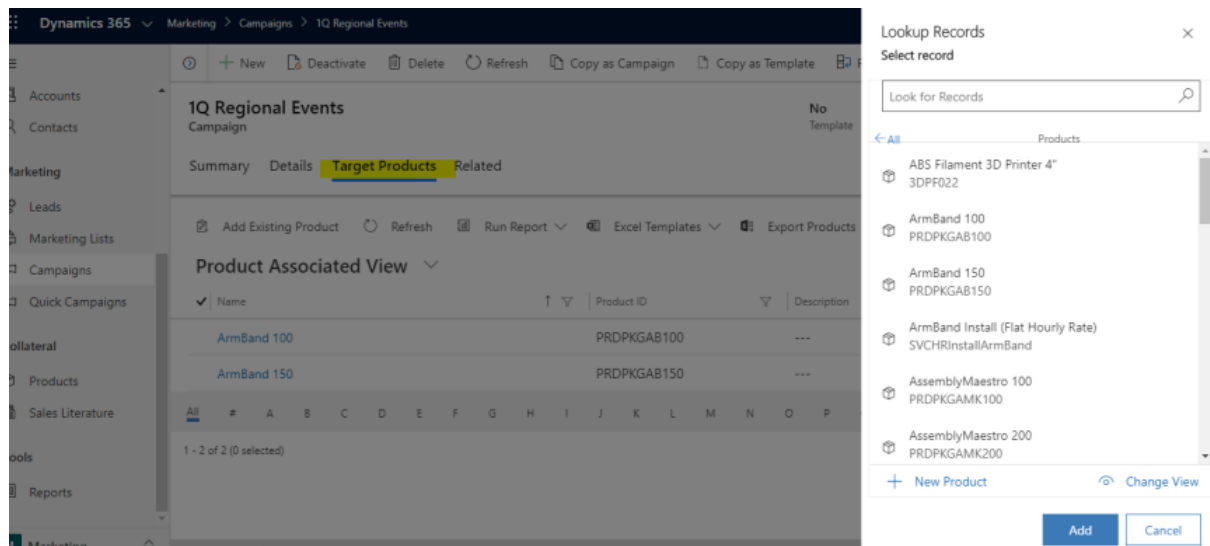 Dynamics 365
Marketing > Campaigns > 1Q Regional Events
New
Deactivate
Delete
Refresh
Copy as Campaign
Copy as Template
Accounts
Contacts
Leads
Marketing Lists
Campaigns
Quick Campaigns
Products
Sales Literature
Reports
1Q Regional Events
Campaign
No
Template
Summary
Details
Target Products
Related
Add Existing Product
Refresh
Run Report
Excel Templates
Export Products
Product Associated View
Name
Product ID
Description
ArmBand 100
PRDPKGAB100
---
ArmBand 150
PRDPKGAB150
---
All # A B C D E F G H I J K L M N O P
1 - 2 of 2 (0 selected)
Lookup Records
Select record
Look for Records
All
Products
ABS Filament 3D Printer 4"
3DPF022
ArmBand 100
PRDPKGAB100
ArmBand 150
PRDPKGAB150
ArmBand Install (Flat Hourly Rate)
SVCHRInstallArmBand
AssemblyMaestro 100
PRDPKGAMK100
AssemblyMaestro 200
PRDPKGAMK200
New Product
Change View
Add
Cancel